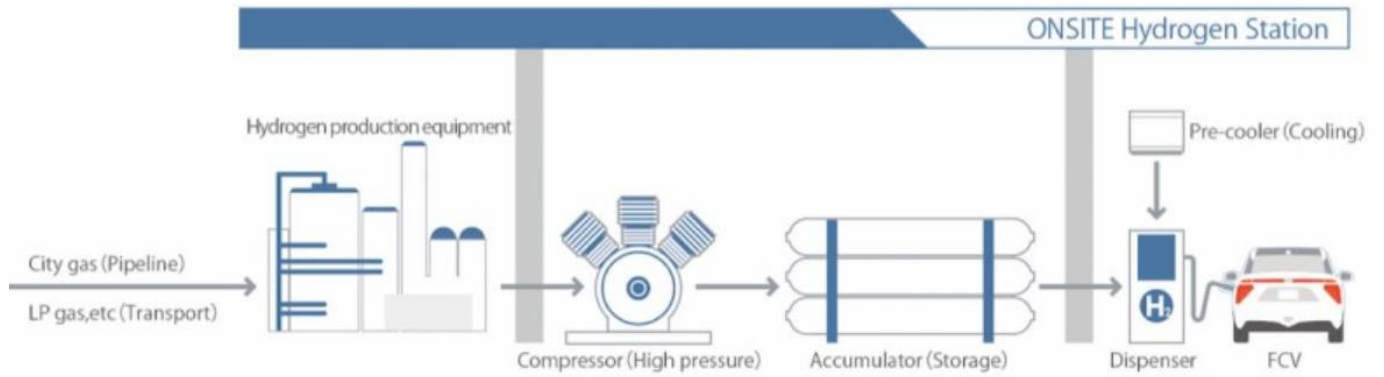 ONSITE Hydrogen Station
Hydrogen production equipment
Pre-cooler (Cooling)
City gas (Pipeline)
LP gas,etc (Transport)
H₂
Compressor (High pressure)
Accumulator (Storage)
Dispenser
FCV